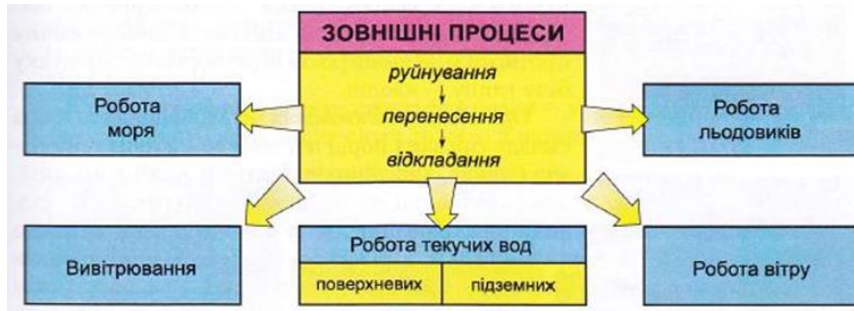 ЗОВНІШНІ ПРОЦЕСИ
руйнування
перенесення
відкладання
Робота
моря
Робота
льодовиків
Вивітрювання
Робота текучих вод
поверхневих
підземних
Робота вітру